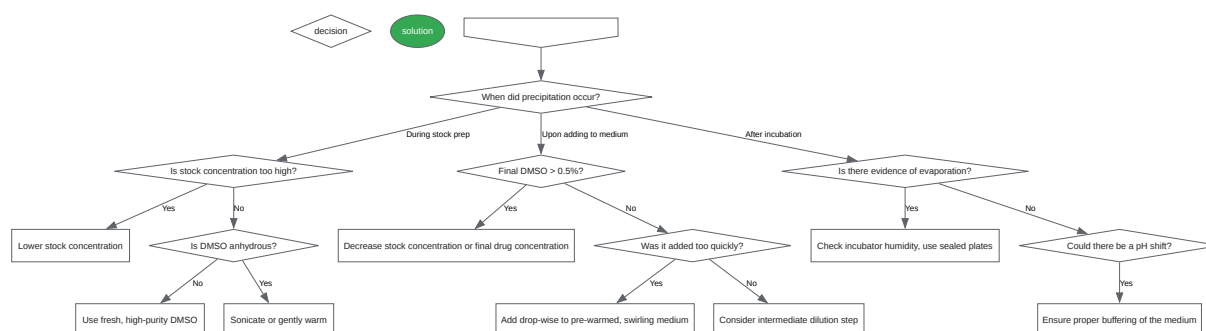 decision
solution
When did precipitation occur?
During stock prep
Upon adding to medium
After incubation
Is stock concentration too high?
Final DMSO > 0.5%?
Is there evidence of evaporation?
Yes
No
Yes
No
Yes
No
Lower stock concentration
Is DMSO anhydrous?
Decrease stock concentration or final drug concentration
Was it added too quickly?
Check incubator humidity, use sealed plates
Could there be a pH shift?
No
Yes
Yes
No
Yes
Use fresh, high-purity DMSO
Sonicate or gently warm
Add drop-wise to pre-warmed, swirling medium
Consider intermediate dilution step
Ensure proper buffering of the medium